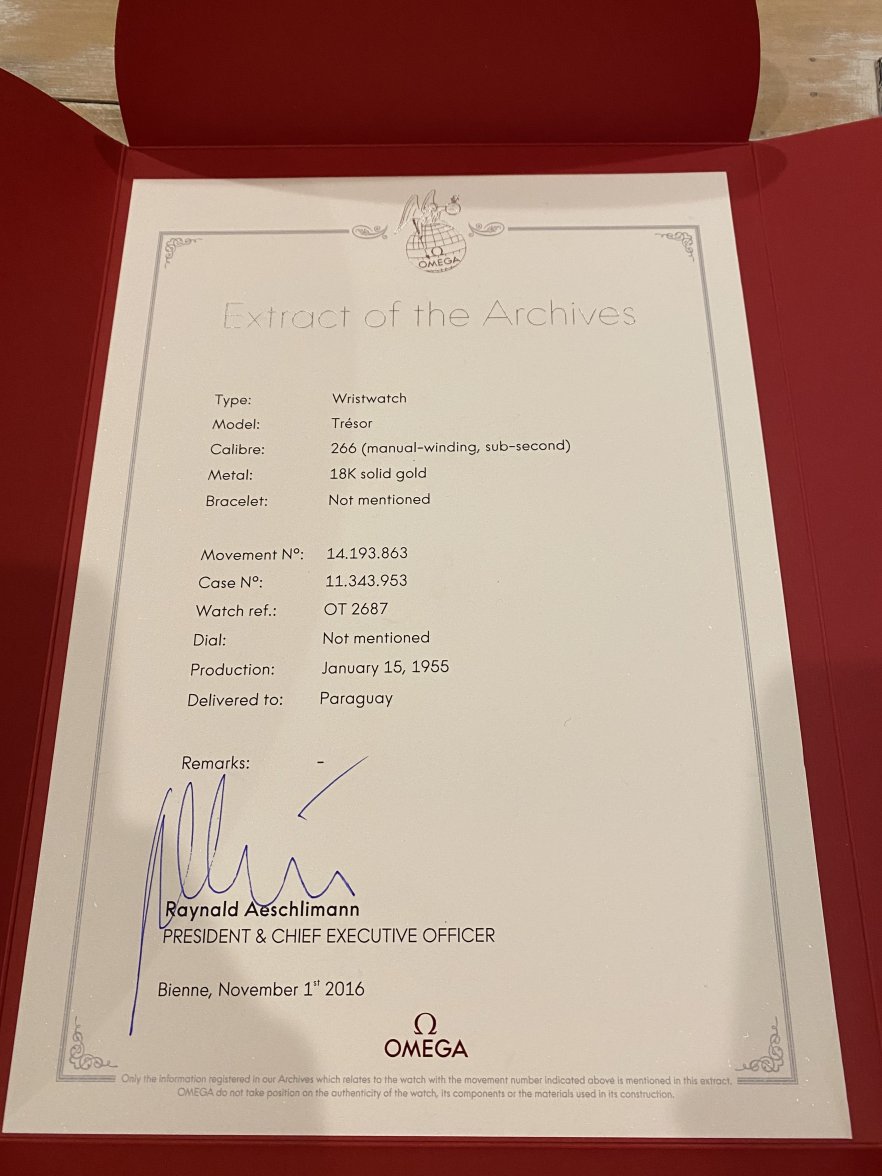 OMEGA
Extract of the Archives
Type: Wristwatch
Model: Trésor
Calibre: 266 (manual-winding, sub-second)
Metal: 18K solid gold
Bracelet: Not mentioned
Movement Nº: 14.193.863
Case Nº: 11.343.953
Watch ref.: OT 2687
Dial: Not mentioned
Production: January 15, 1955
Delivered to: Paraguay
Remarks: -
Raynald Aeschlimann
PRESIDENT & CHIEF EXECUTIVE OFFICER
Bienne, November 1st 2016
Ω
OMEGA
Only the information registered in our Archives which relates to the watch with the movement number indicated above is mentioned in this extract.
OMEGA do not take position on the authenticity of the watch, its components or the materials used in its construction.